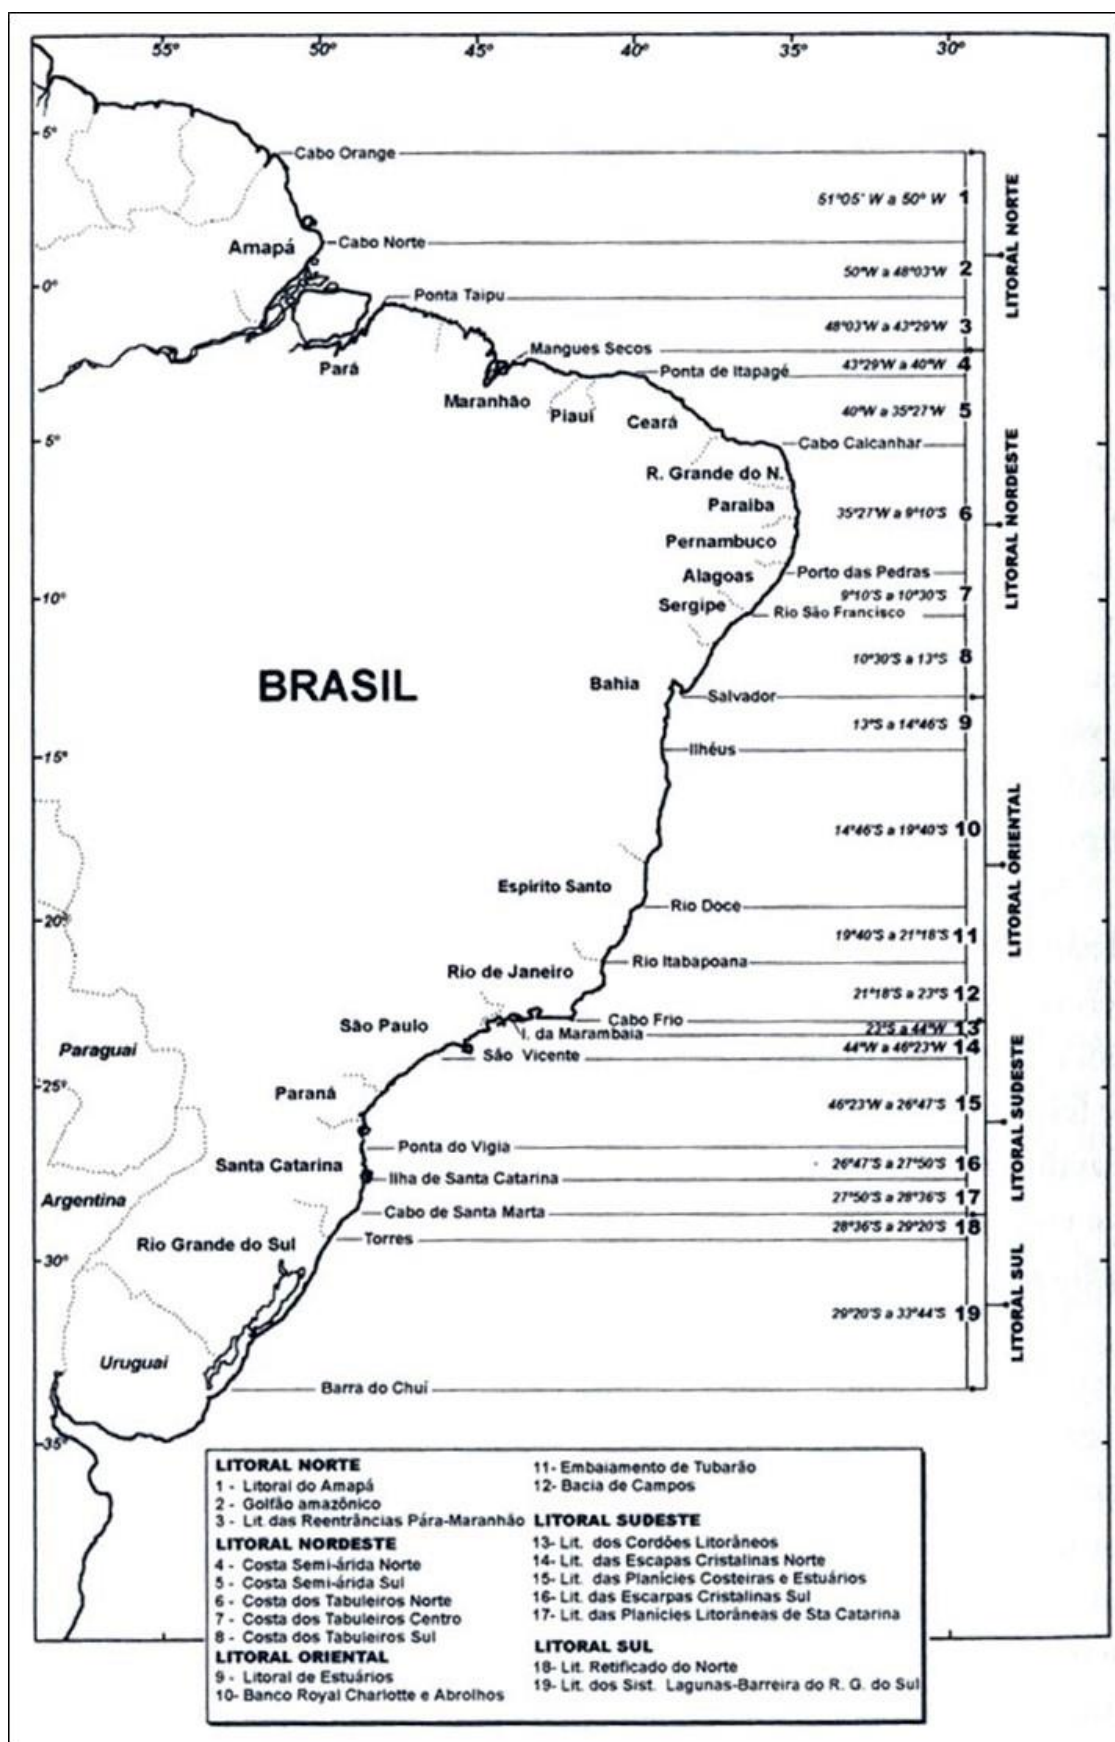 55° 50° 45° 40° 35° 30°
5°
Cabo Orange
51°05' W a 50° W 1
LITORAL NORTE
Amapá
Cabo Norte
50°W a 48°03'W 2
0°
Ponta Taipu
48°03'W a 43°29'W 3
Pará
Mangues Secos
43°29'W a 40°W 4
Ponta de Itapagé
Maranhão
Piauí
Ceará
40°W a 35°27'W 5
5°
Cabo Calcanhar
LITORAL NORDESTE
R. Grande do N.
Paraiba
35°27'W a 9°10'S 6
Pernambuco
Alagoas
Porto das Pedras
9°10'S a 10°30'S 7
10°
Sergipe
Rio São Francisco
10°30'S a 13°S 8
BRASIL
Bahia
Salvador
13°S a 14°46'S 9
Ilhéus
15°
14°46'S a 19°40'S 10
LITORAL ORIENTAL
Espirito Santo
Rio Doce
20°
19°40'S a 21°18'S 11
Rio Itabapoana
Rio de Janeiro
21°18'S a 23°S 12
Cabo Frio
São Paulo
I. da Marambaia
23°S a 44°W 13
44°W a 46°23'W 14
São Vicente
Paraguai
25°
LITORAL SUDESTE
Paraná
46°23'W a 26°47'S 15
Ponta do Vigia
Santa Catarina
26°47'S a 27°50'S 16
Ilha de Santa Catarina
Argentina
27°50'S a 28°36'S 17
Cabo de Santa Marta
28°36'S a 29°20'S 18
Torres
Rio Grande do Sul
30°
LITORAL SUL
29°20'S a 33°44'S 19
Uruguai
Barra do Chuí
35°
LITORAL NORTE
1 - Litoral do Amapá
2 - Golfão amazônico
3 - Lit das Reentrâncias Pára-Maranhão
LITORAL NORDESTE
4 - Costa Semi-árida Norte
5 - Costa Semi-árida Sul
6 - Costa dos Tabuleiros Norte
7 - Costa dos Tabuleiros Centro
8 - Costa dos Tabuleiros Sul
LITORAL ORIENTAL
9 - Litoral de Estuários
10- Banco Royal Charlotte e Abrolhos
11- Embaiamento de Tubarão
12- Bacia de Campos
LITORAL SUDESTE
13- Lit. dos Cordões Litorâneos
14- Lit. das Escapas Cristalinas Norte
15- Lit. das Planícies Costeiras e Estuários
16- Lit. das Escarpas Cristalinas Sul
17- Lit. das Planícies Litorâneas de Sta Catarina
LITORAL SUL
18- Lit. Retificado do Norte
19- Lit. dos Sist. Lagunas-Barreira do R. G. do Sul